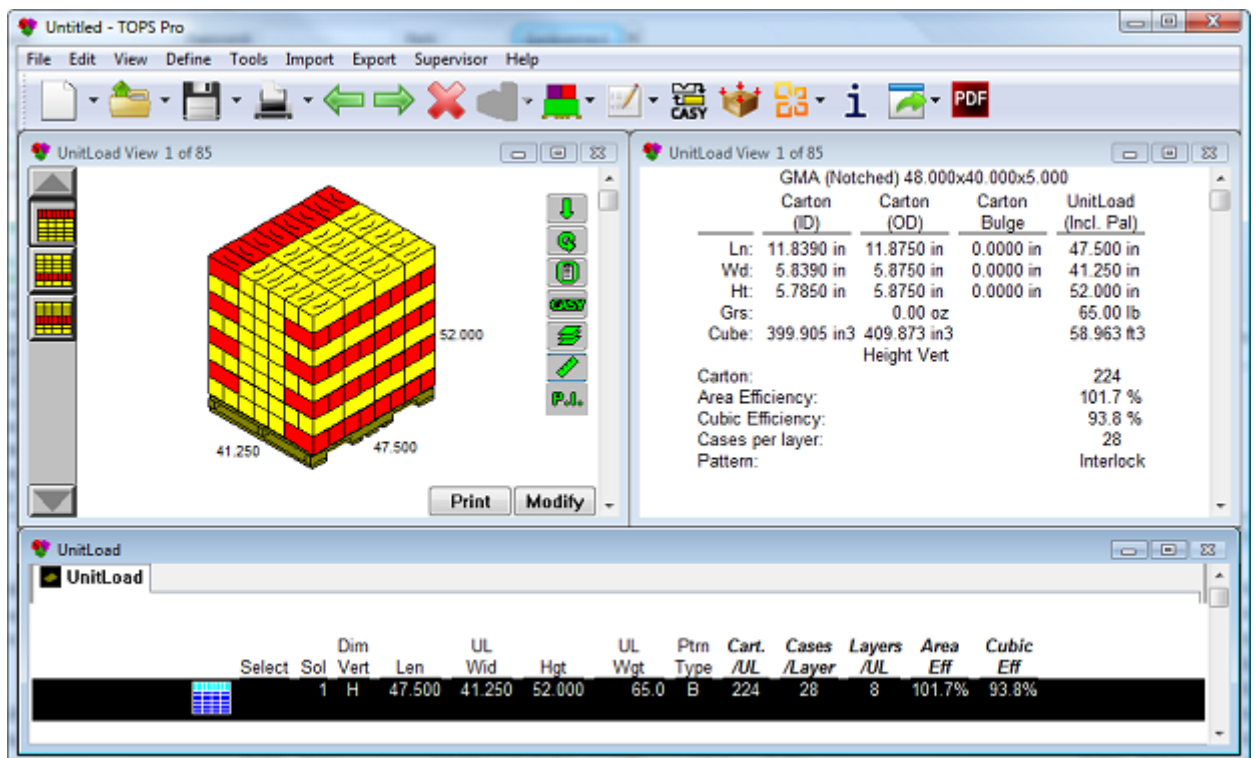 Untitled - TOPS Pro
File Edit View Define Tools Import Export Supervisor Help
CASY i PDF
UnitLoad View 1 of 85
CASY
P.I.
52.000
41.250
47.500
Print Modify
UnitLoad View 1 of 85
GMA (Notched) 48.000x40.000x5.000
Carton Carton Carton UnitLoad
(ID) (OD) Bulge (Incl. Pal)
Ln: 11.8390 in 11.8750 in 0.0000 in 47.500 in
Wd: 5.8390 in 5.8750 in 0.0000 in 41.250 in
Ht: 5.7850 in 5.8750 in 0.0000 in 52.000 in
Grs: 0.00 oz 65.00 lb
Cube: 399.905 in3 409.873 in3 58.963 ft3
Height Vert
Carton: 224
Area Efficiency: 101.7 %
Cubic Efficiency: 93.8 %
Cases per layer: 28
Pattern: Interlock
UnitLoad
UnitLoad
Dim UL UL Ptrn Cart. Cases Layers Area Cubic
Select Sol Vert Len Wid Hgt Wgt Type /UL /Layer /UL Eff Eff
1 H 47.500 41.250 52.000 65.0 B 224 28 8 101.7% 93.8%